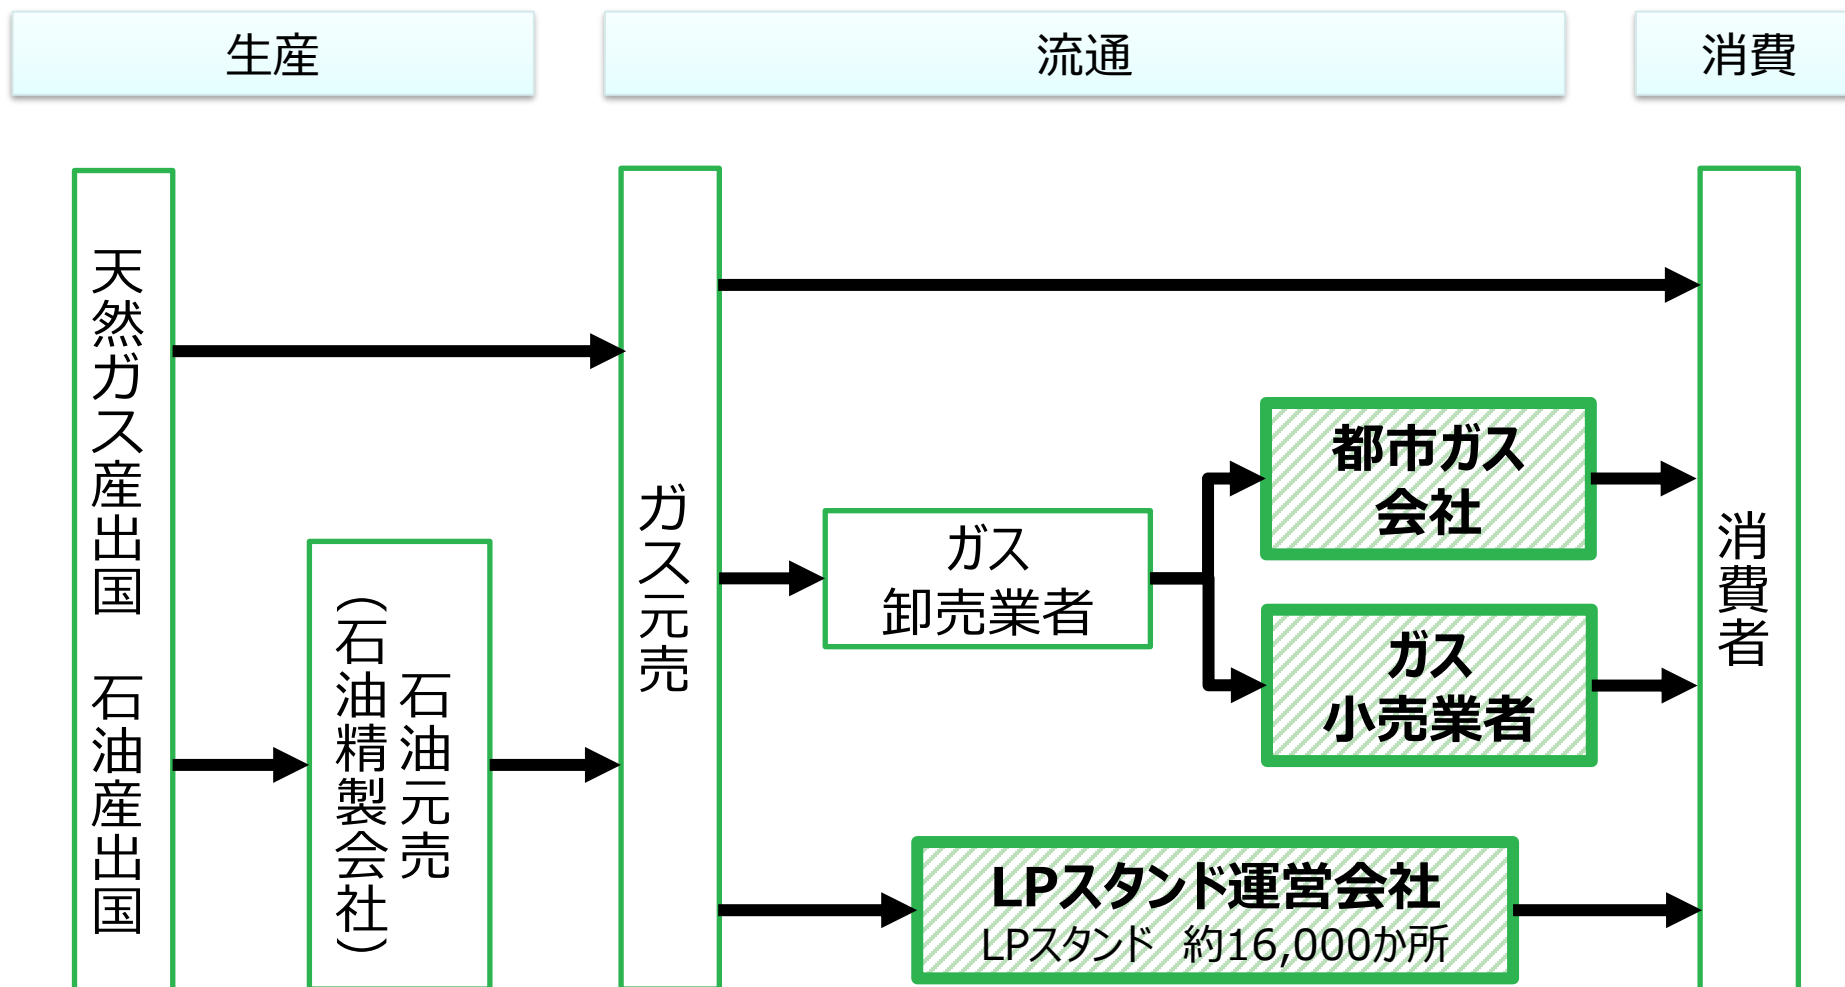 生産
流通
消費
天然ガス産出国　石油産出国
石油元売
（石油精製会社）
ガス元売
ガス
卸売業者
都市ガス
会社
ガス
小売業者
LPスタンド運営会社
LPスタンド　約16,000か所
消費者